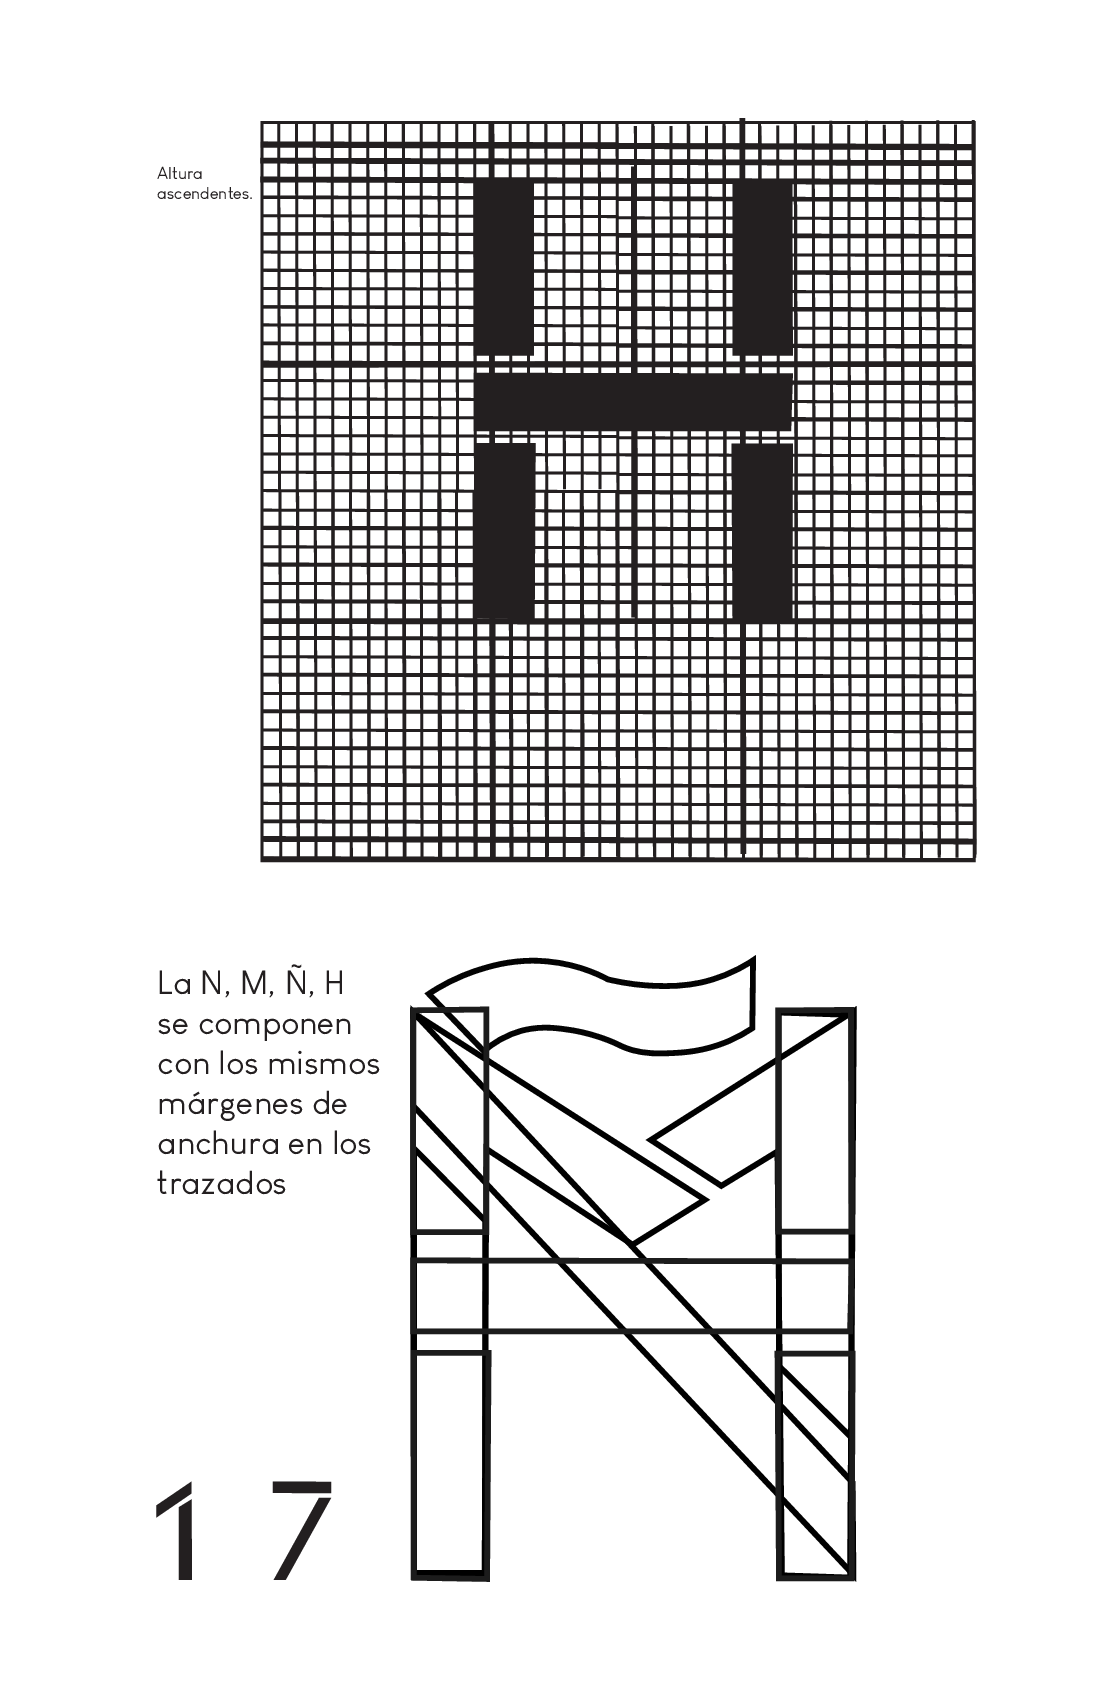 Altura
ascendentes.
H
La N, M, Ñ, H
se componen
con los mismos
márgenes de
anchura en los
trazados
17